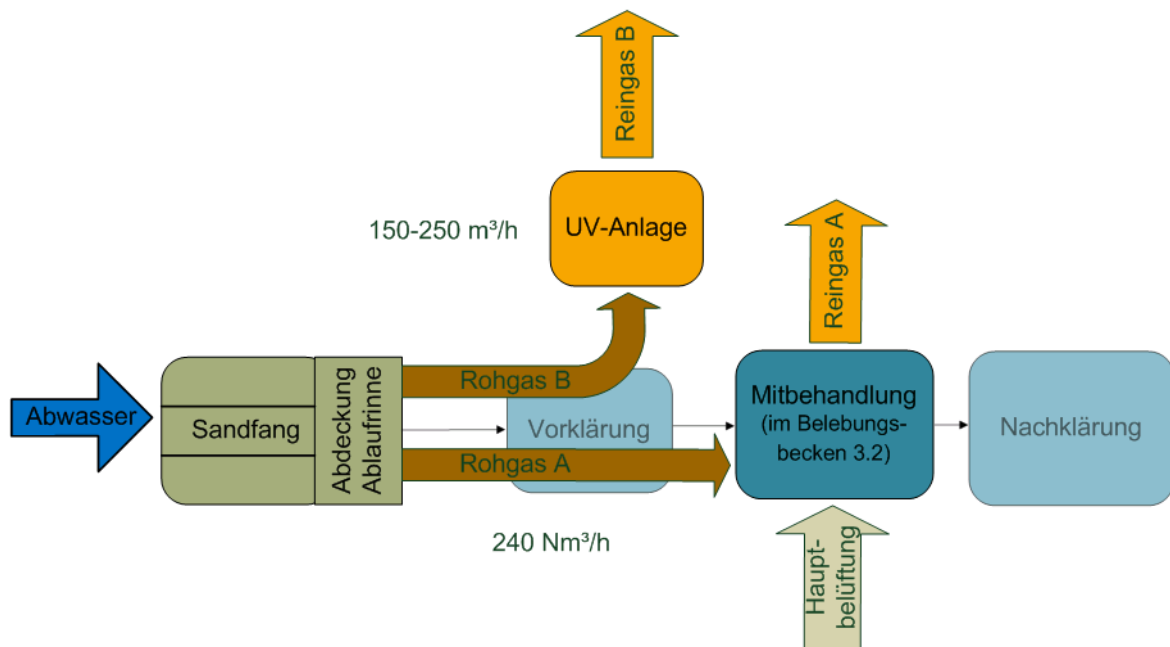 Reingas B
150-250 m³/h
UV-Anlage
Reingas A
Abwasser
Sandfang
Abdeckung
Ablaufrinne
Rohgas B
Vorklärung
Rohgas A
240 Nm³/h
Mitbehandlung
(im Belebungs-
becken 3.2)
Nachklärung
Haupt-
belüftung